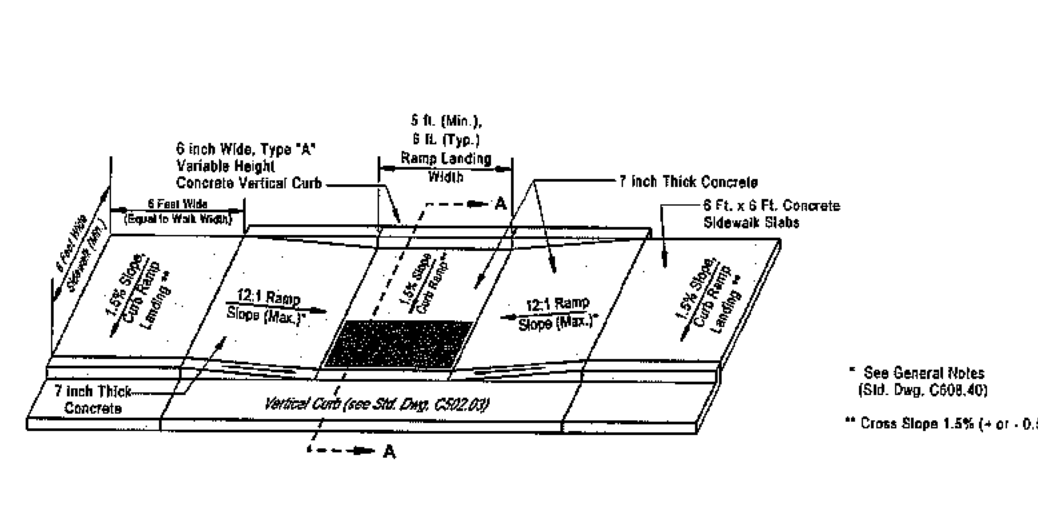 5 ft. (Min.),
6 ft. (Typ.)
Ramp Landing
Width
6 inch Wide, Type "A"
Variable Height
Concrete Vertical Curb
7 inch Thick Concrete
A
6 Feet Wide
(Equal to Walk Width)
6 Ft. x 6 Ft. Concrete
Sidewalk Slabs
6 Feet Wide
Sidewalk (Min.)
1.5% Slope,
Curb Ramp
Landing **
12:1 Ramp
Slope (Max.)*
1.5% Slope
Curb Ramp**
12:1 Ramp
Slope (Max.)*
1.5% Slope,
Curb Ramp
Landing **
7 inch Thick
Concrete
Vertical Curb (see Std. Dwg. C502.03)
A
* See General Notes
(Std. Dwg. C608.40)
** Cross Slope 1.5% (+ or - 0.5